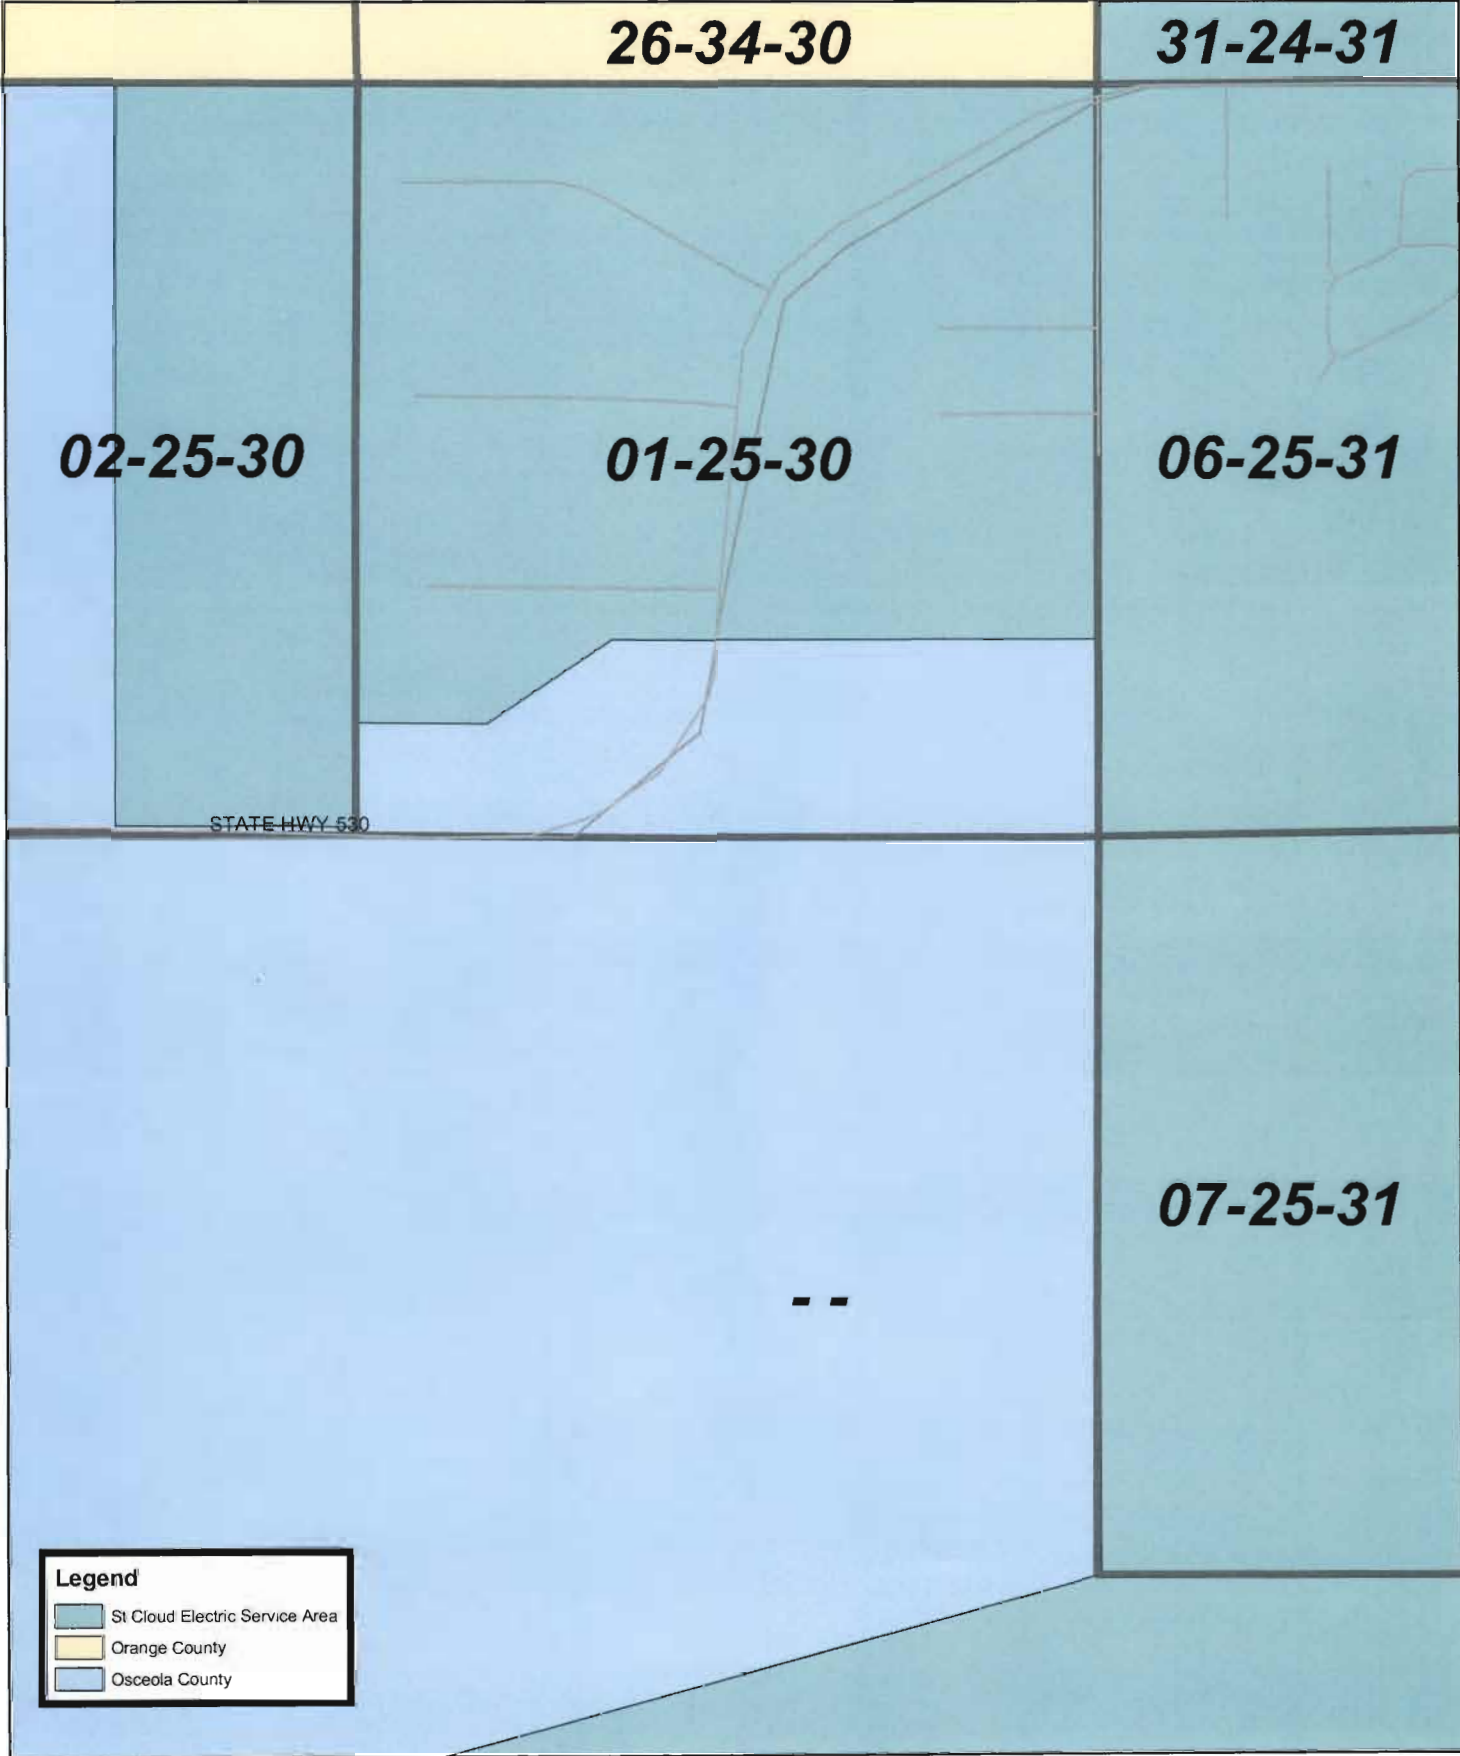 26-34-30
31-24-31
02-25-30
01-25-30
06-25-31
STATE HWY 530
07-25-31
- -
Legend
St Cloud Electric Service Area
Orange County
Osceola County